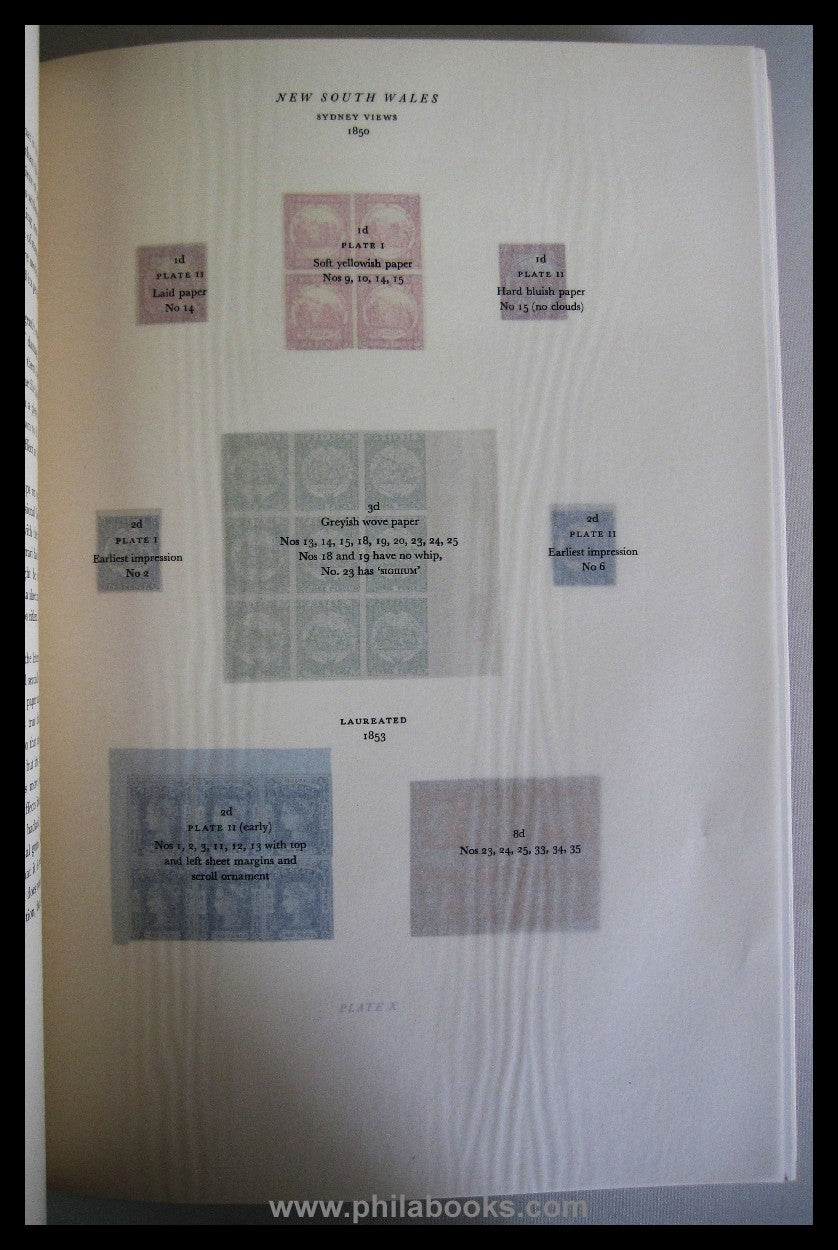 NEW SOUTH WALES
SYDNEY VIEWS
1850
1d
PLATE II
Laid paper
No 14
1d
PLATE I
Soft yellowish paper
Nos 9, 10, 14, 15
1d
PLATE II
Hard bluish paper
No 15 (no clouds)
2d
PLATE I
Earliest impression
No 2
3d
Greyish wove paper
Nos 13, 14, 15, 18, 19, 20, 23, 24, 25
Nos 18 and 19 have no whip,
No. 23 has ‘SIGIIIUM’
2d
PLATE II
Earliest impression
No 6
LAUREATED
1853
2d
PLATE II (early)
Nos 1, 2, 3, 11, 12, 13 with top
and left sheet margins and
scroll ornament
8d
Nos 23, 24, 25, 33, 34, 35
PLATE X
www.philabooks.com